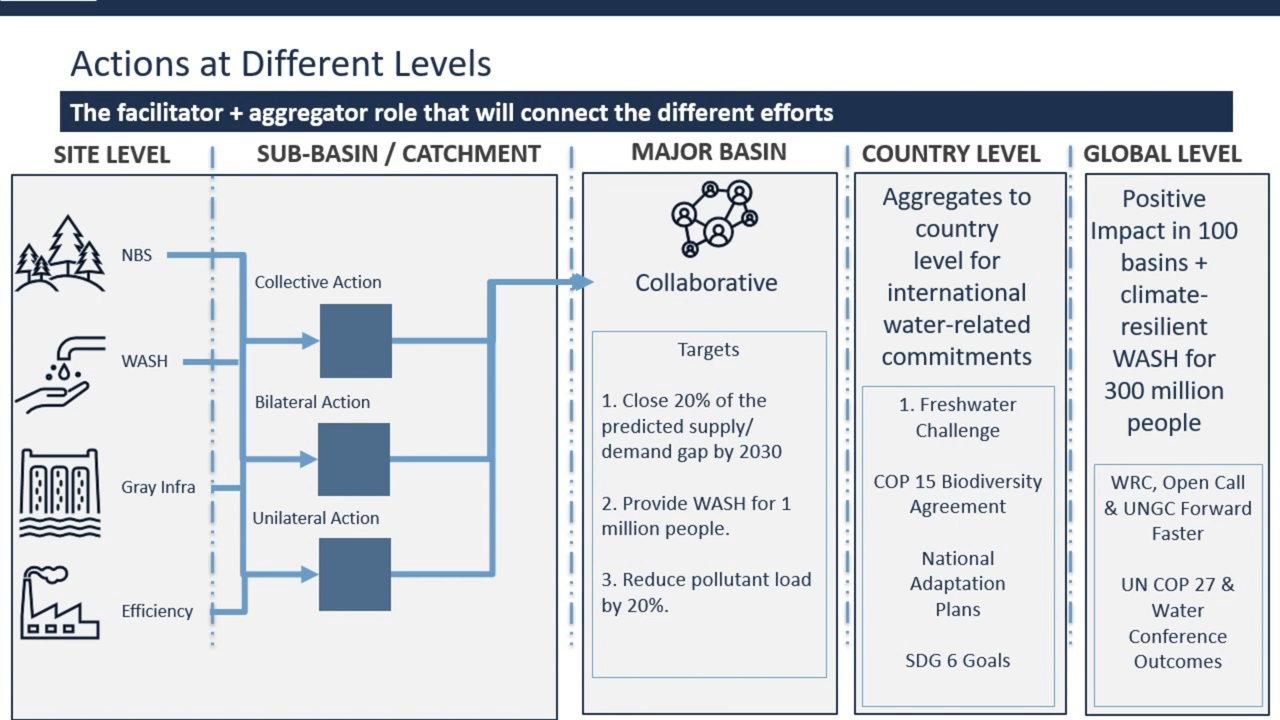 Actions at Different Levels
The facilitator + aggregator role that will connect the different efforts
SITE LEVEL
SUB-BASIN / CATCHMENT
MAJOR BASIN
COUNTRY LEVEL
GLOBAL LEVEL
NBS
WASH
Gray Infra
Efficiency
Collective Action
Bilateral Action
Unilateral Action
Collaborative
Targets
1. Close 20% of the
predicted supply/
demand gap by 2030
2. Provide WASH for 1
million people.
3. Reduce pollutant load
by 20%.
Aggregates to
country
level for
international
water-related
commitments
1. Freshwater
Challenge
COP 15 Biodiversity
Agreement
National
Adaptation
Plans
SDG 6 Goals
Positive
Impact in 100
basins +
climate-
resilient
WASH for
300 million
people
WRC, Open Call
& UNGC Forward
Faster
UN COP 27 &
Water
Conference
Outcomes